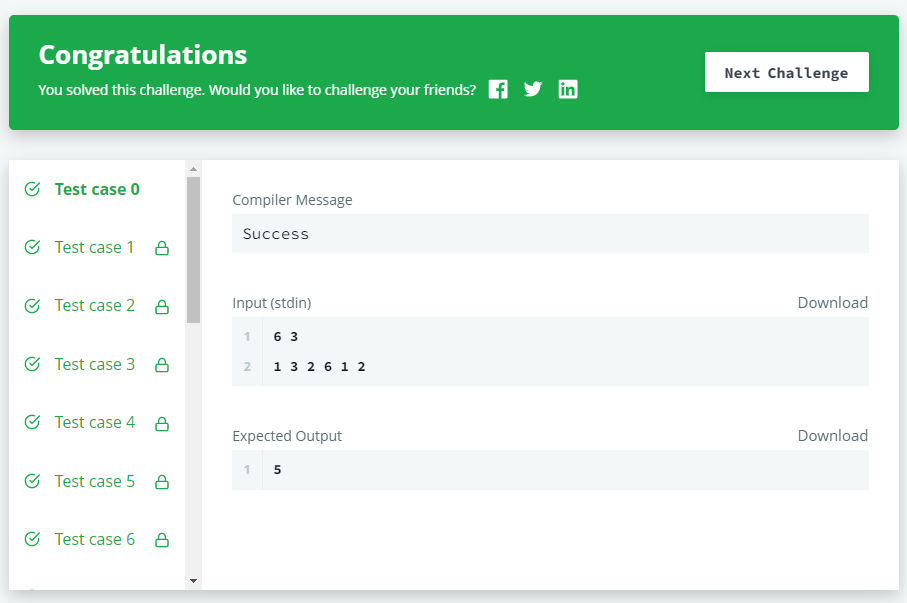 Congratulations
You solved this challenge. Would you like to challenge your friends?
Next Challenge
Test case 0
Test case 1
Test case 2
Test case 3
Test case 4
Test case 5
Test case 6
Compiler Message
Success
Input (stdin)
Download
1 6 3
2 1 3 2 6 1 2
Expected Output
Download
1 5